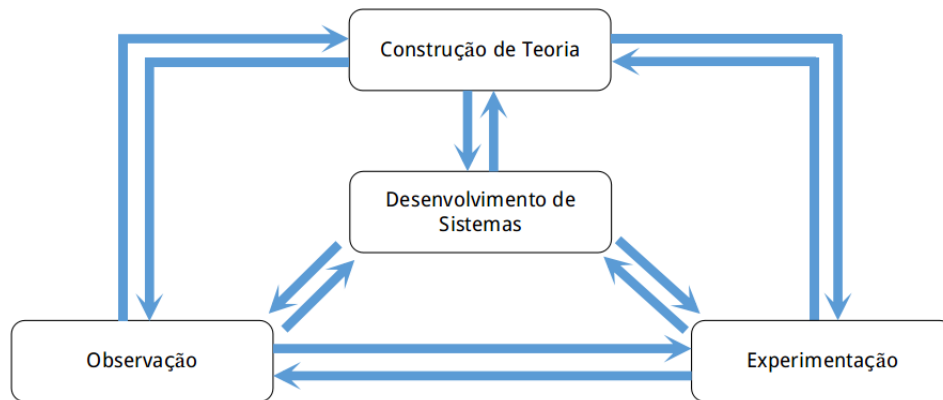 Construção de Teoria
Desenvolvimento de
Sistemas
Observação
Experimentação